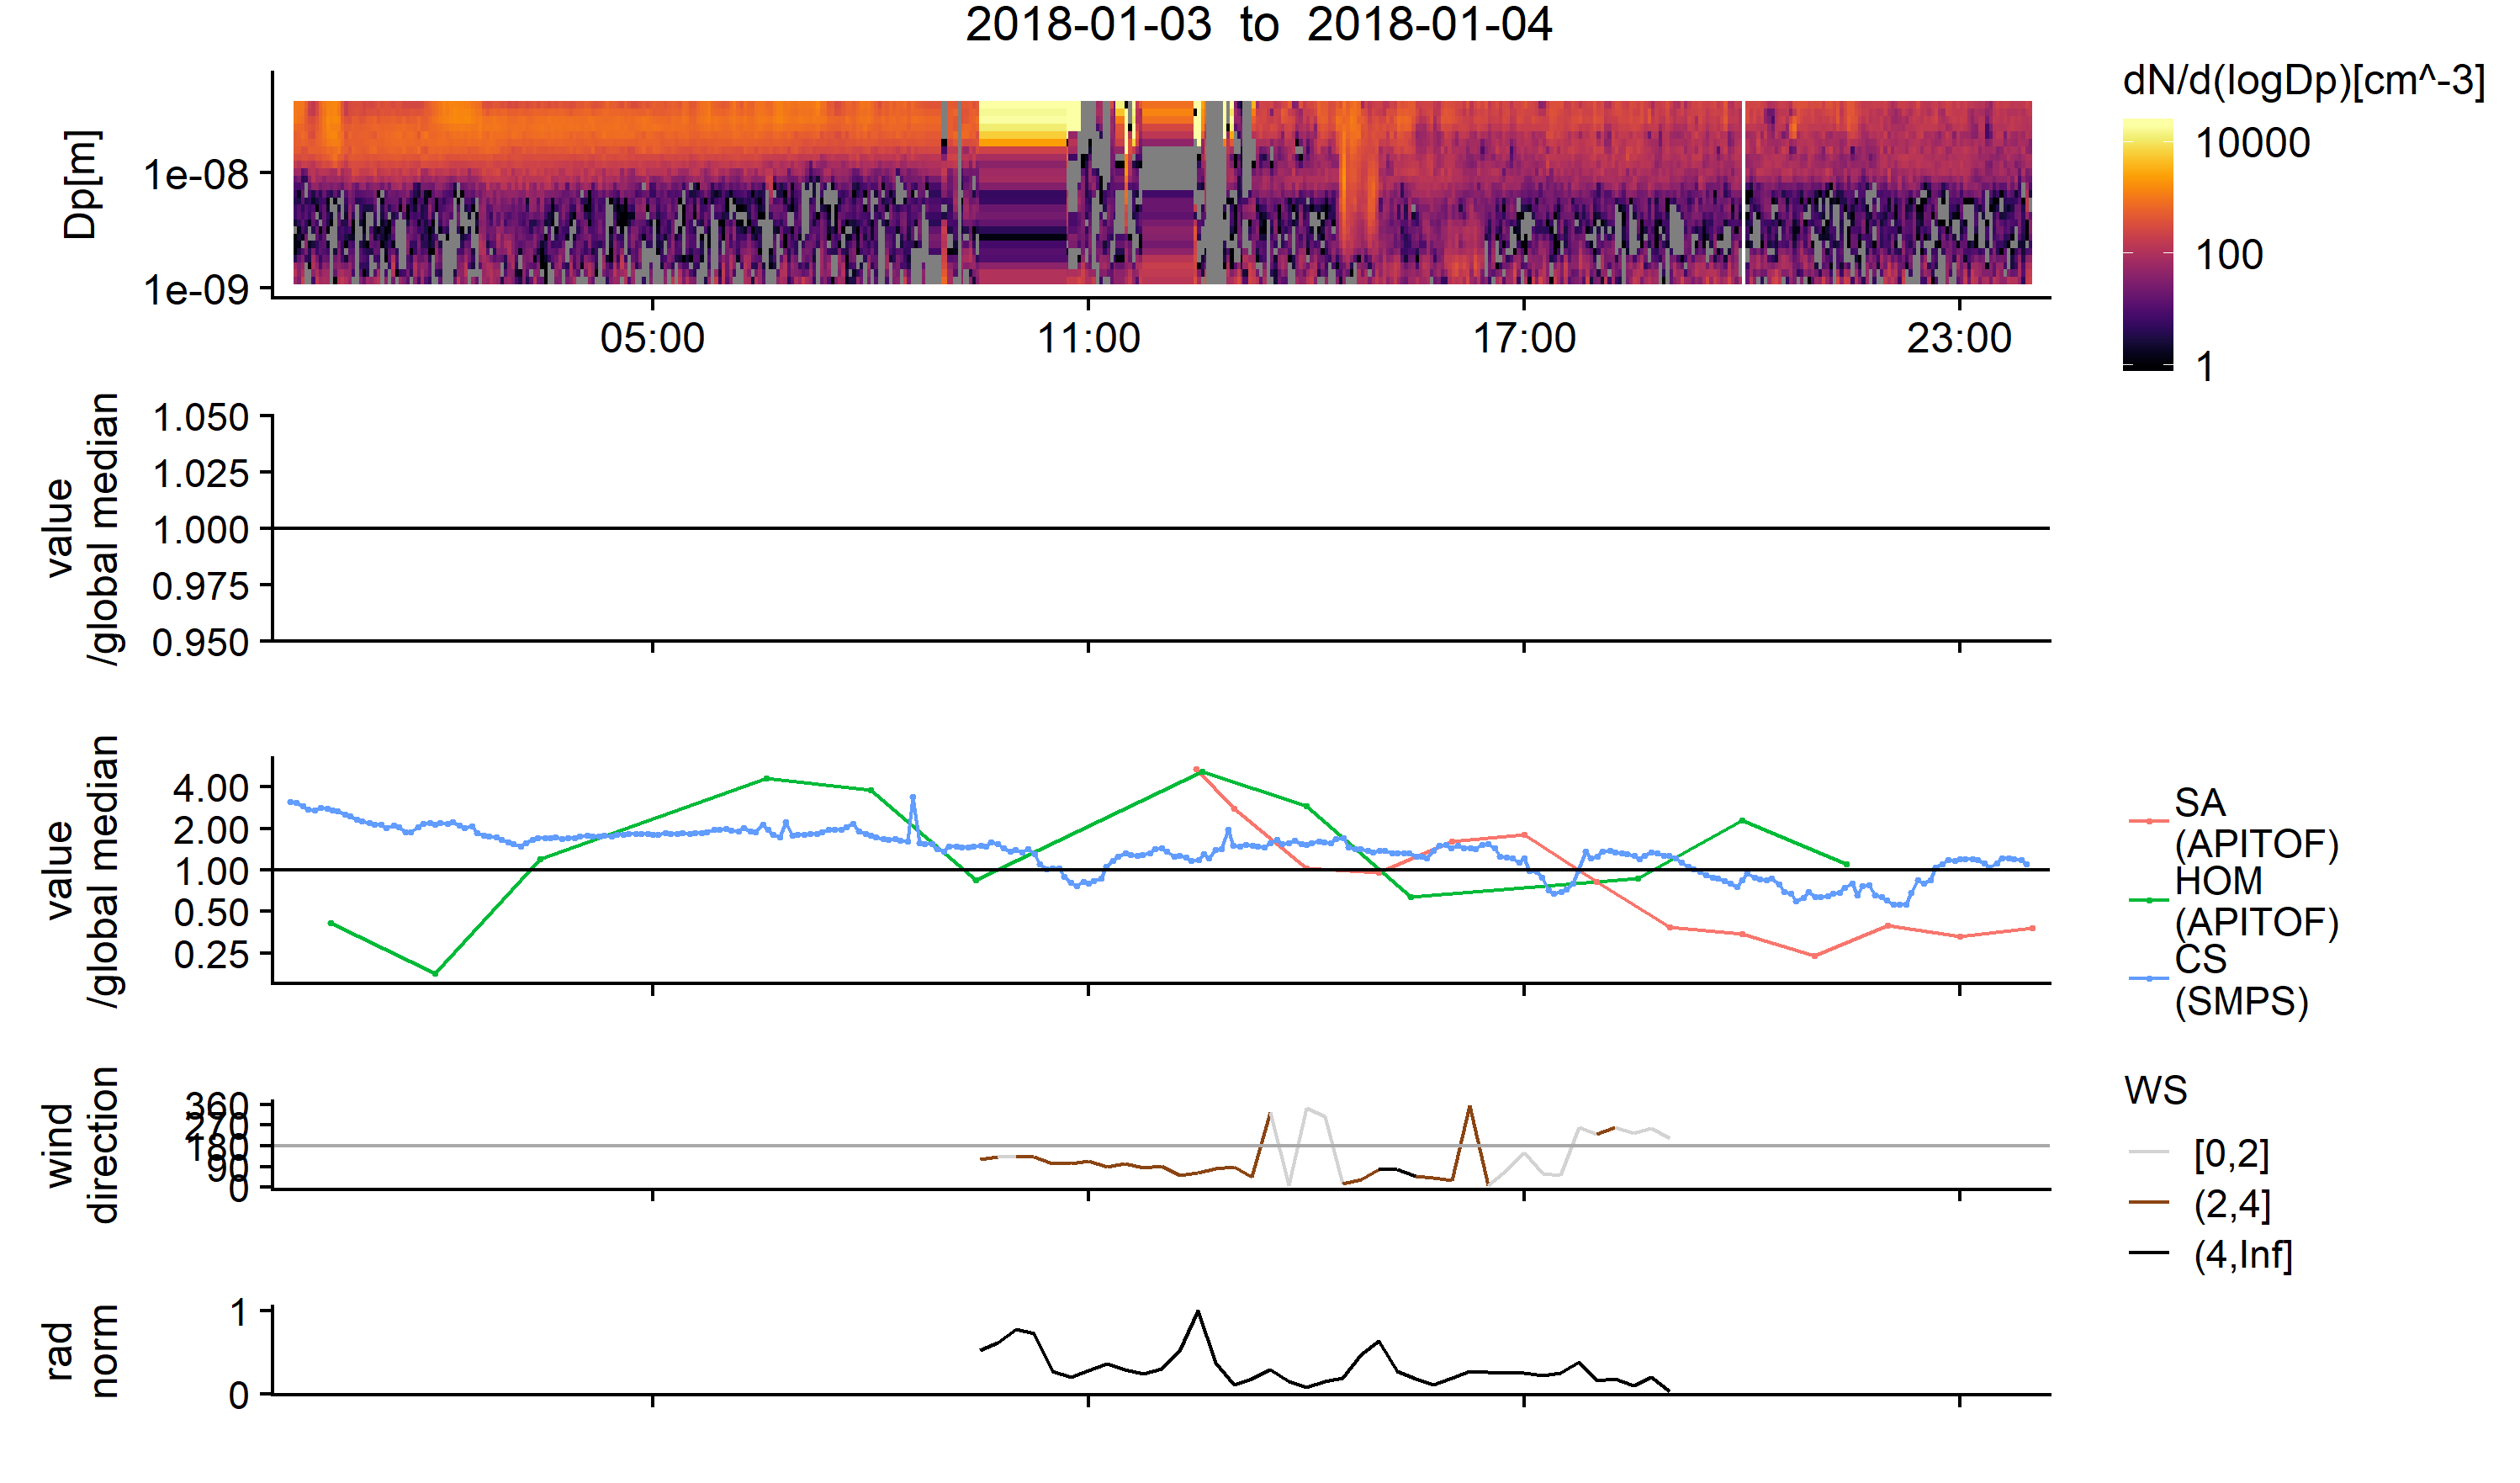 2018-01-03 to 2018-01-04
Dp[m]
1e-08
1e-09
05:00
11:00
17:00
23:00
dN/d(logDp)[cm^-3]
10000
100
1
value
/global median
1.050
1.025
1.000
0.975
0.950
value
/global median
4.00
2.00
1.00
0.50
0.25
SA
(APITOF)
HOM
(APITOF)
CS
(SMPS)
wind
direction
360
270
180
90
0
WS
[0,2]
(2,4]
(4,Inf]
rad
norm
1
0